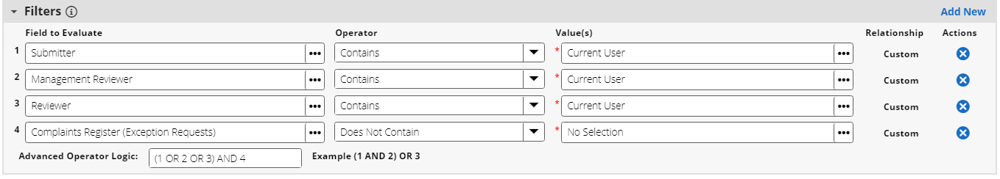 Filters Add New
Field to Evaluate Operator Value(s) Relationship Actions
1 Submitter Contains * Current User Custom
2 Management Reviewer Contains * Current User Custom
3 Reviewer Contains * Current User Custom
4 Complaints Register (Exception Requests) Does Not Contain * No Selection Custom
Advanced Operator Logic: (1 OR 2 OR 3) AND 4 Example (1 AND 2) OR 3